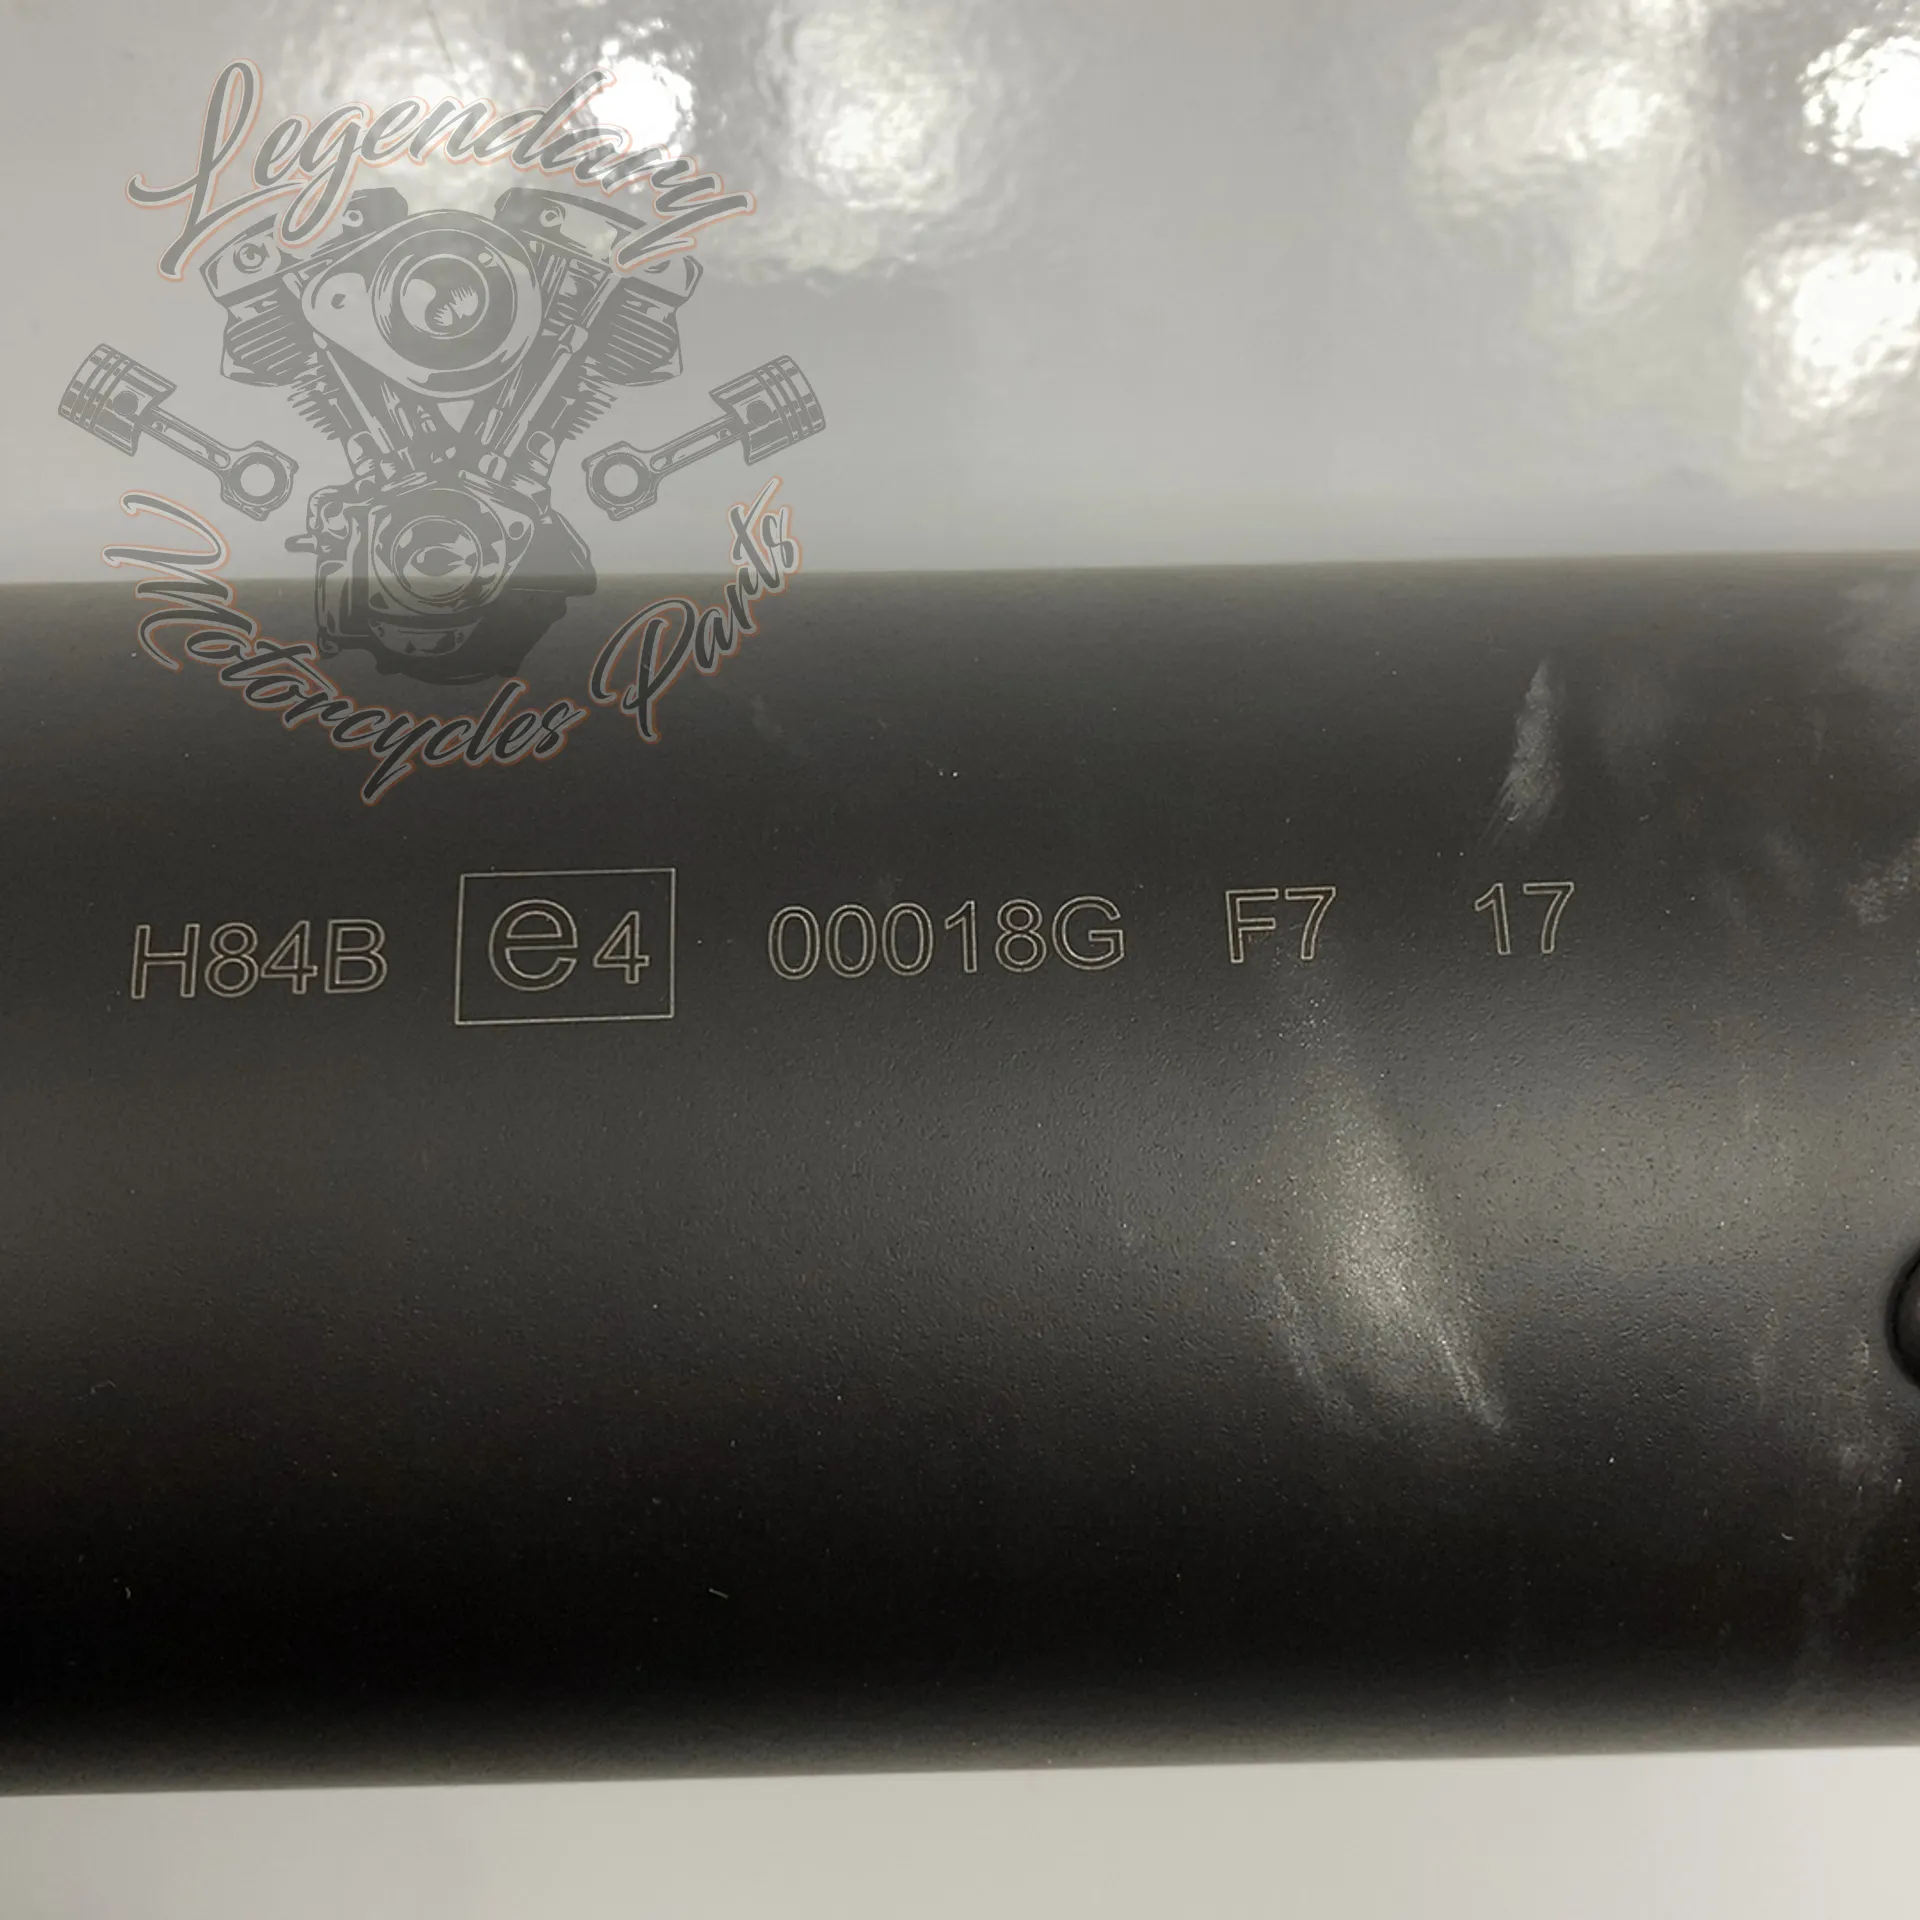 Legendary
Motorcycles Parts
H84B e4 00018G F7 17